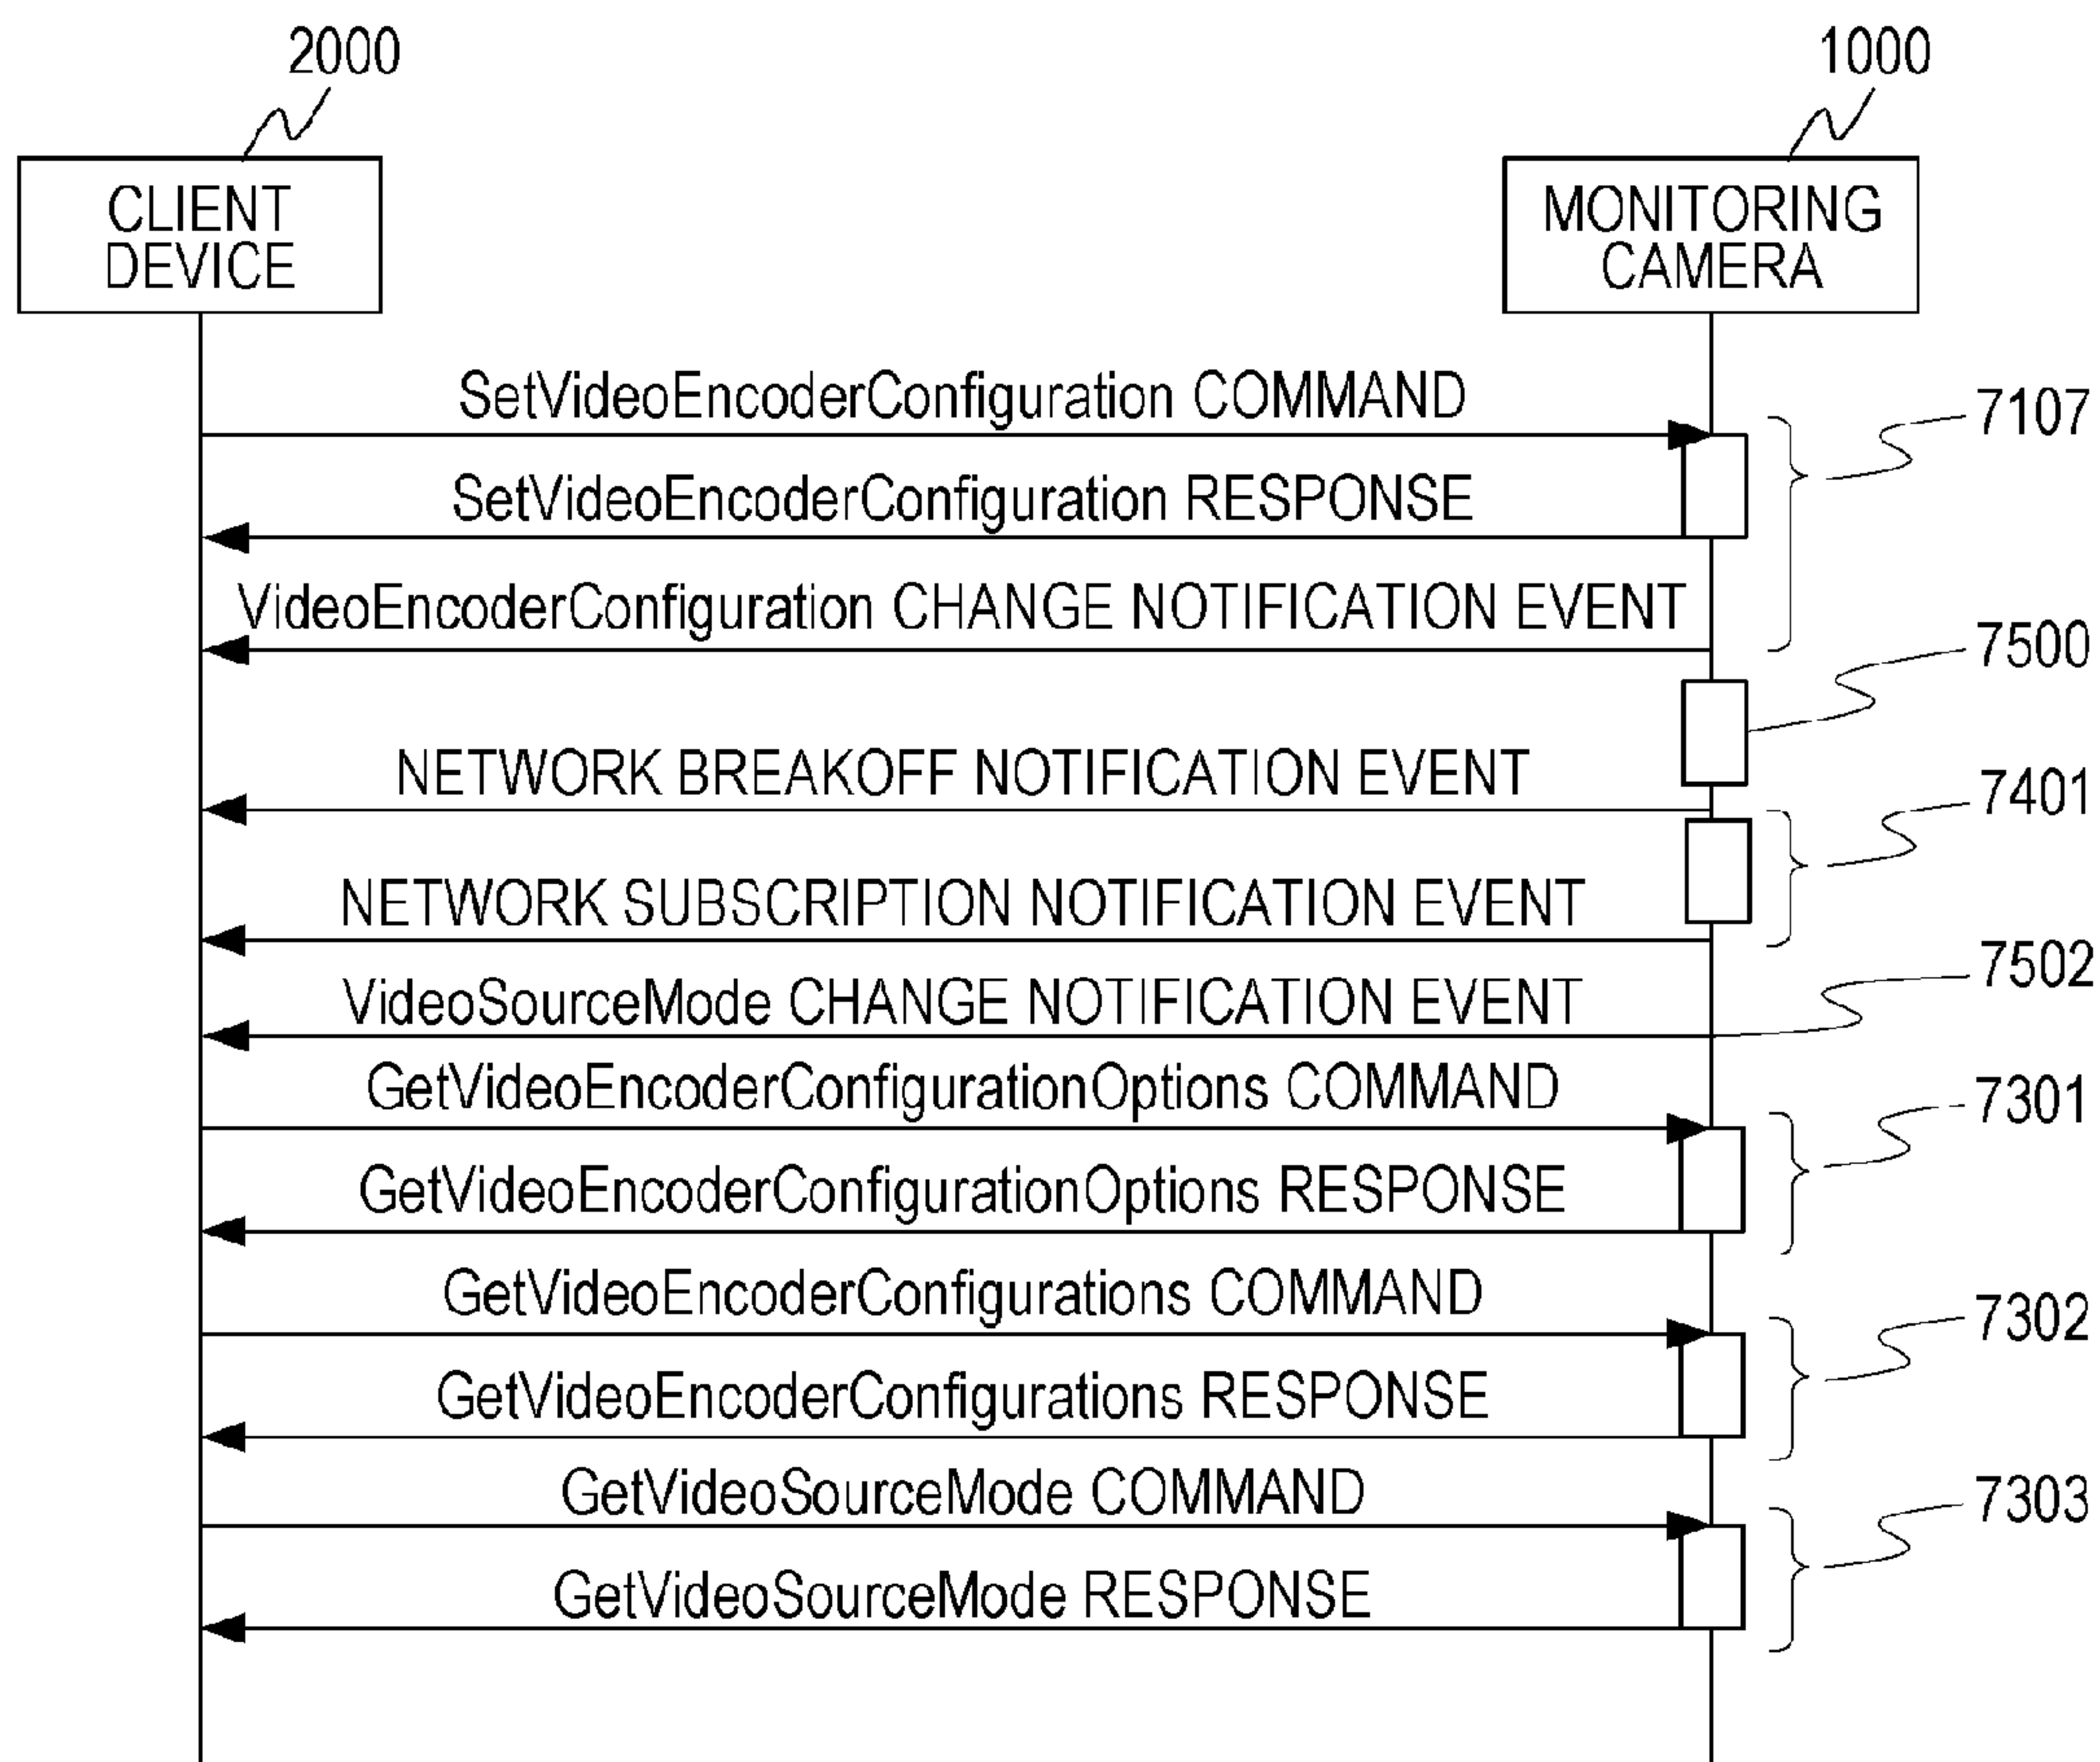 2000
1000
CLIENT
DEVICE
MONITORING
CAMERA
SetVideoEncoderConfiguration COMMAND
7107
SetVideoEncoderConfiguration RESPONSE
VideoEncoderConfiguration CHANGE NOTIFICATION EVENT
7500
NETWORK BREAKOFF NOTIFICATION EVENT
7401
NETWORK SUBSCRIPTION NOTIFICATION EVENT
7502
VideoSourceMode CHANGE NOTIFICATION EVENT
GetVideoEncoderConfigurationOptions COMMAND
7301
GetVideoEncoderConfigurationOptions RESPONSE
GetVideoEncoderConfigurations COMMAND
7302
GetVideoEncoderConfigurations RESPONSE
GetVideoSourceMode COMMAND
7303
GetVideoSourceMode RESPONSE